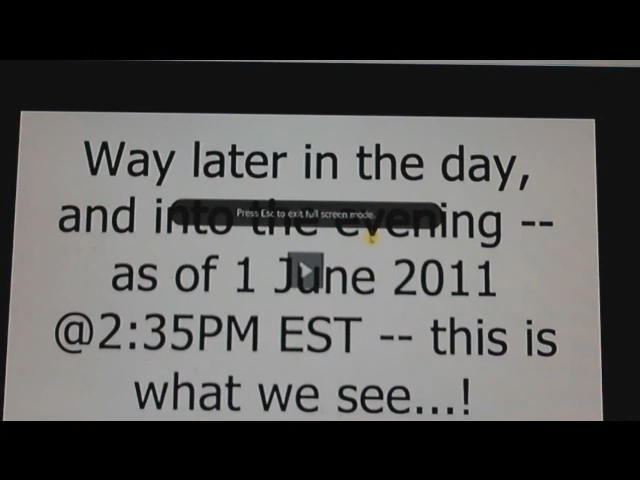 Way later in the day,
and into the evening --
Press Esc to exit full screen mode.
as of 1 June 2011
@2:35PM EST -- this is
what we see...!